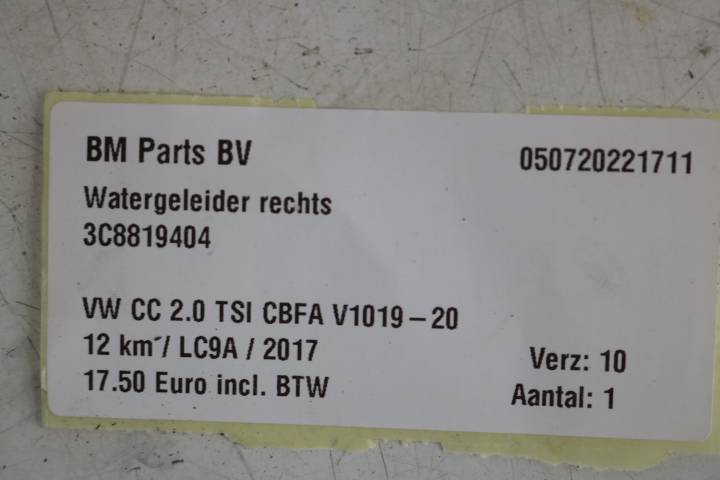 BM Parts BV 050720221711
Watergeleider rechts
3C8819404
VW CC 2.0 TSI CBFA V1019-20
12 km / LC9A / 2017 Verz: 10
17.50 Euro incl. BTW Aantal: 1